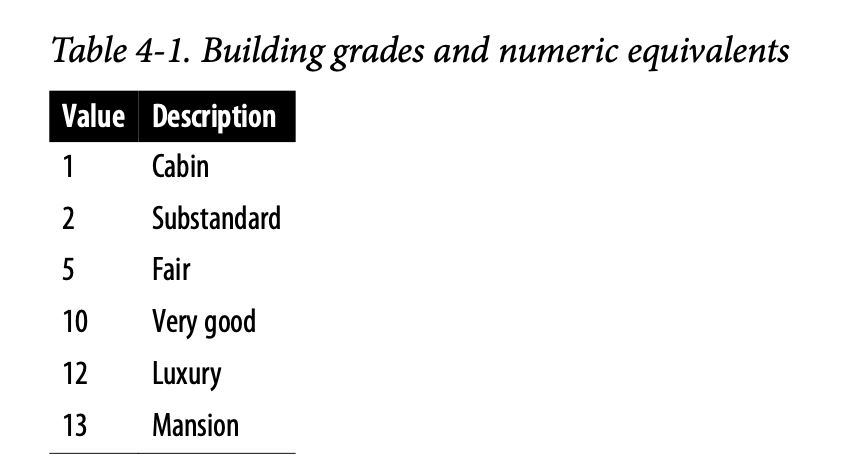 Table 4-1. Building grades and numeric equivalents
Value Description
1 Cabin
2 Substandard
5 Fair
10 Very good
12 Luxury
13 Mansion